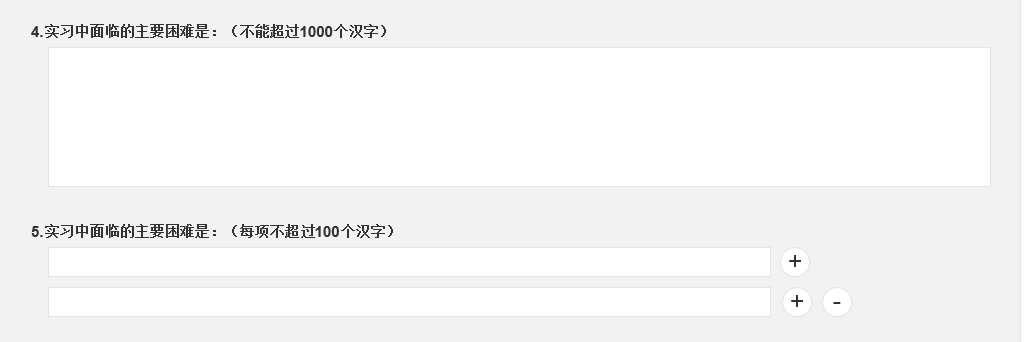 4.实习中面临的主要困难是：（不能超过1000个汉字）
5.实习中面临的主要困难是：（每项不超过100个汉字）
+
+ -